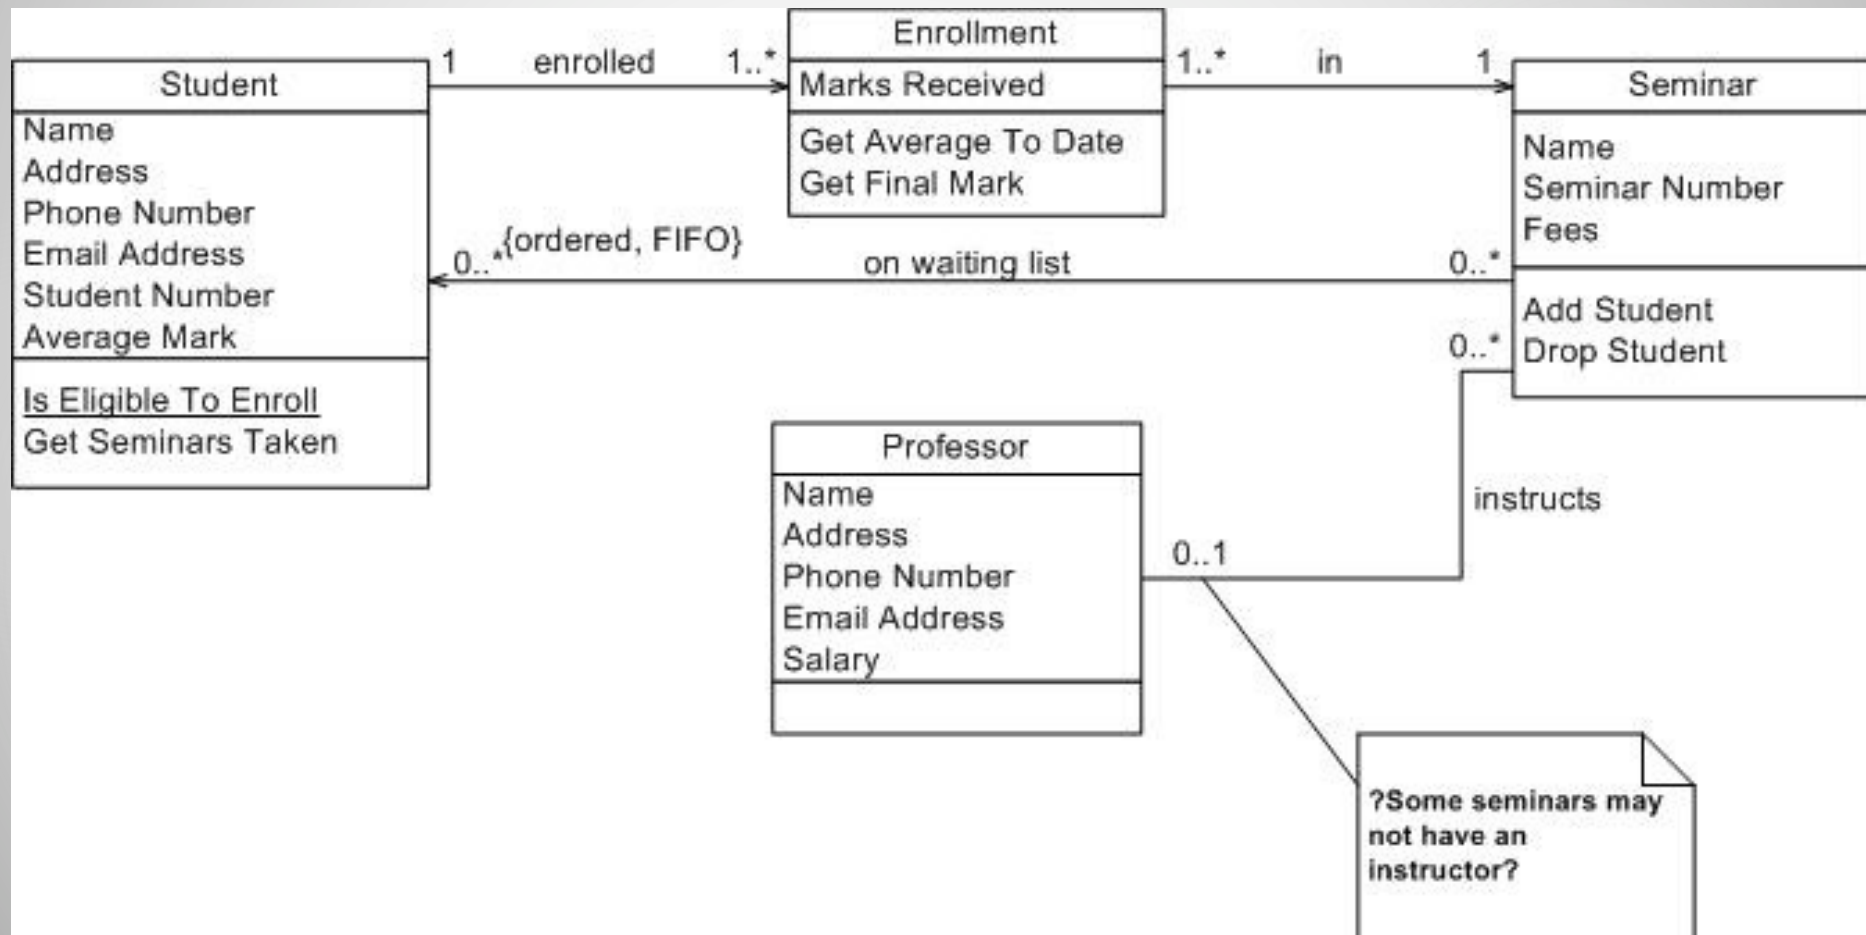 Student
Name
Address
Phone Number
Email Address
Student Number
Average Mark
Is Eligible To Enroll
Get Seminars Taken
1 enrolled 1..*
Enrollment
Marks Received
Get Average To Date
Get Final Mark
1..* in 1
Seminar
Name
Seminar Number
Fees
Add Student
Drop Student
{ordered, FIFO}
0..* on waiting list 0..*
0..*
instructs
0..1
Professor
Name
Address
Phone Number
Email Address
Salary
?Some seminars may
not have an
instructor?